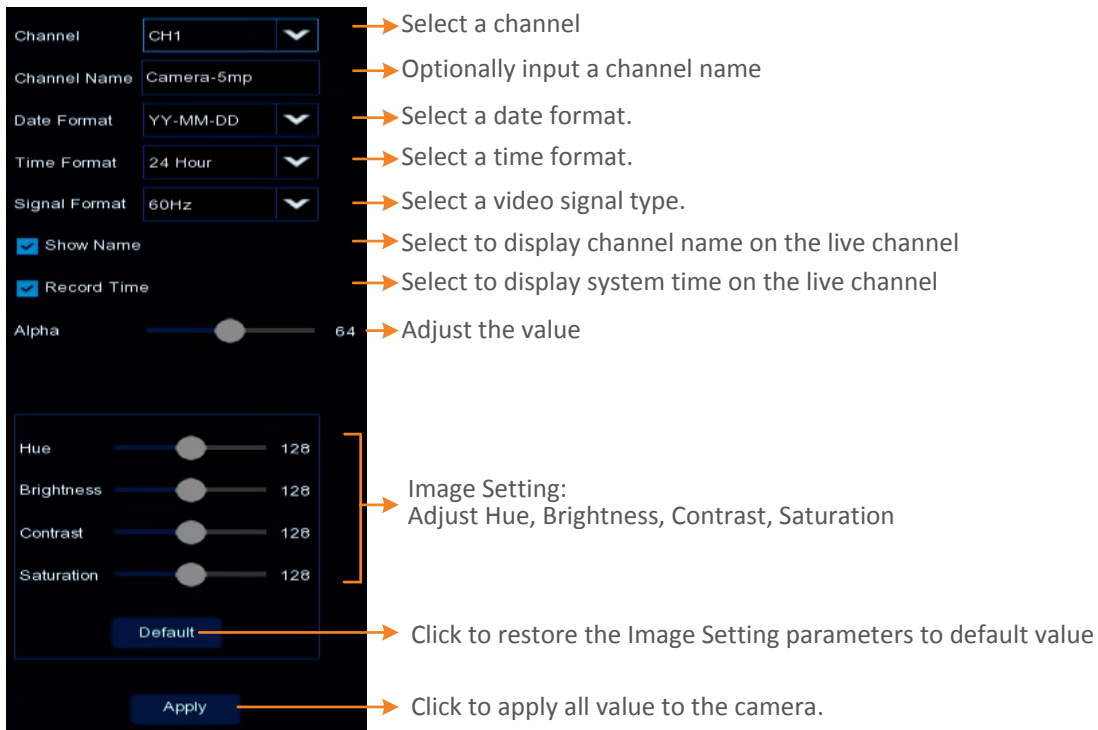 Channel CH1 Select a channel
Channel Name Camera-5mp Optionally input a channel name
Date Format YY-MM-DD Select a date format.
Time Format 24 Hour Select a time format.
Signal Format 60Hz Select a video signal type.
Show Name Select to display channel name on the live channel
Record Time Select to display system time on the live channel
Alpha 64 Adjust the value
Hue 128
Brightness 128
Contrast 128
Saturation 128
Image Setting:
Adjust Hue, Brightness, Contrast, Saturation
Default Click to restore the Image Setting parameters to default value
Apply Click to apply all value to the camera.